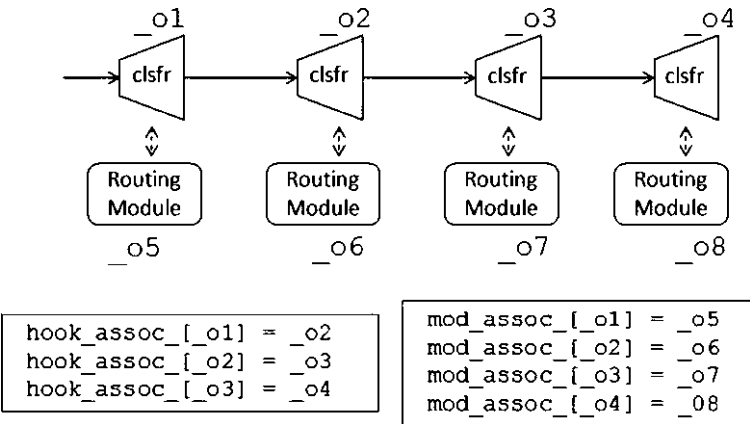 _o1 _o2 _o3 _o4
clsfr clsfr clsfr clsfr
Routing Routing Routing Routing
Module Module Module Module
_o5 _o6 _o7 _o8
hook_assoc_[_o1] = _o2
hook_assoc_[_o2] = _o3
hook_assoc_[_o3] = _o4
mod_assoc_[_o1] = _o5
mod_assoc_[_o2] = _o6
mod_assoc_[_o3] = _o7
mod_assoc_[_o4] = _08